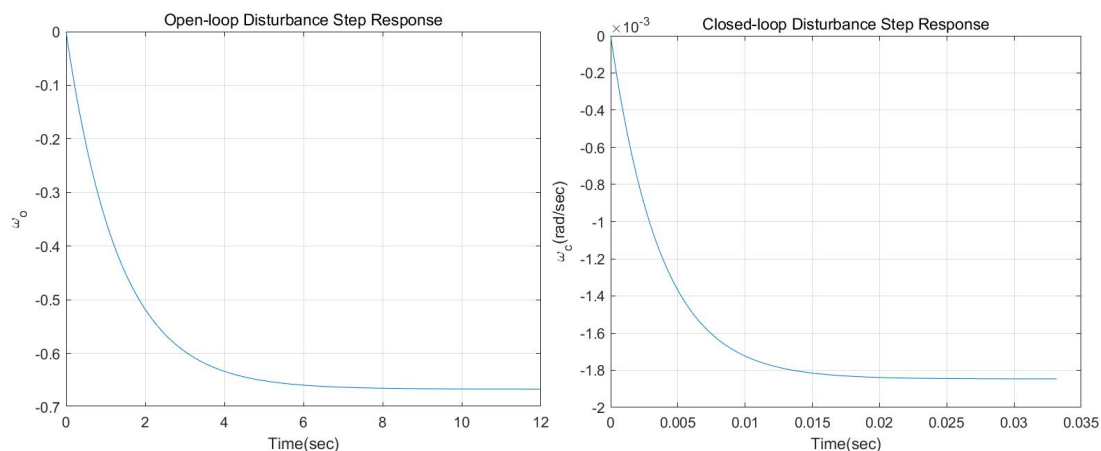 Open-loop Disturbance Step Response
0
-0.1
-0.2
-0.3
-0.4
-0.5
-0.6
-0.7
ω_o
0 2 4 6 8 10 12
Time(sec)
×10^-3 Closed-loop Disturbance Step Response
0
-0.2
-0.4
-0.6
-0.8
-1
-1.2
-1.4
-1.6
-1.8
-2
ω_c(rad/sec)
0 0.005 0.01 0.015 0.02 0.025 0.03 0.035
Time(sec)